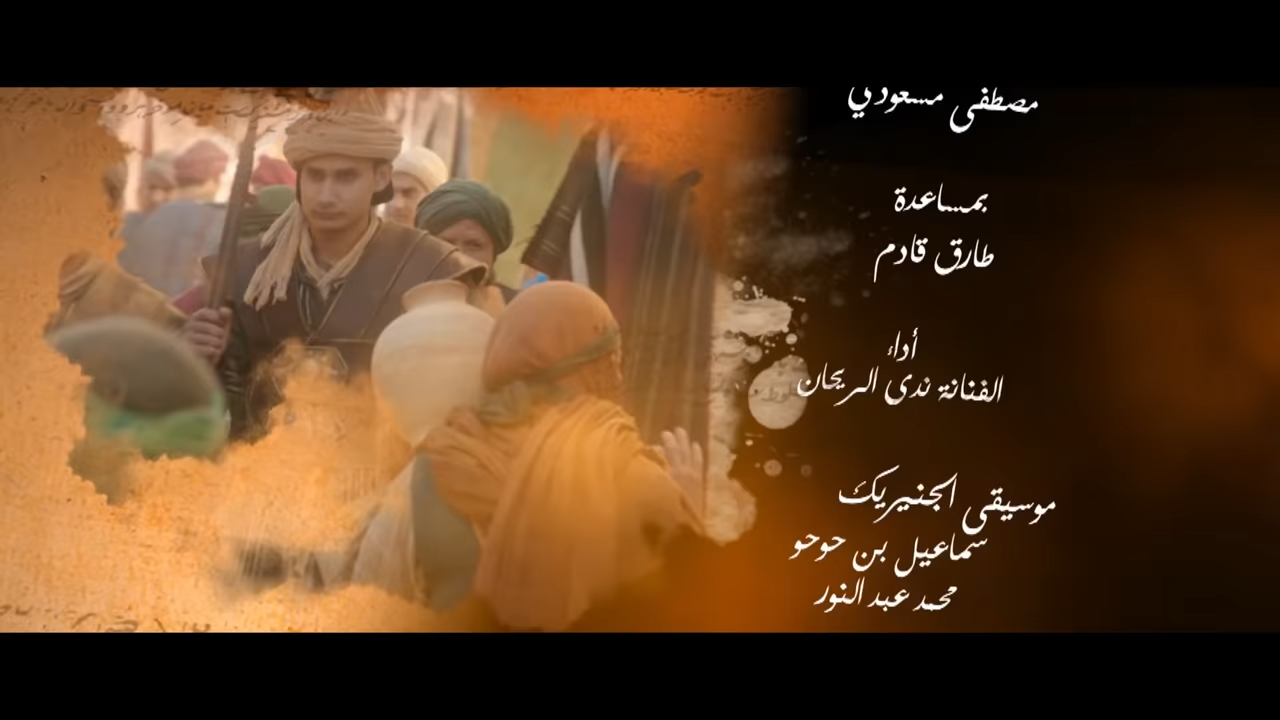 مصطفى مسعودي
بمساعدة
طارق قادم
أداء
الفنانة ندى الريحان
موسيقى الجنيريك
سماعيل بن حوحو
محمد عبد النور